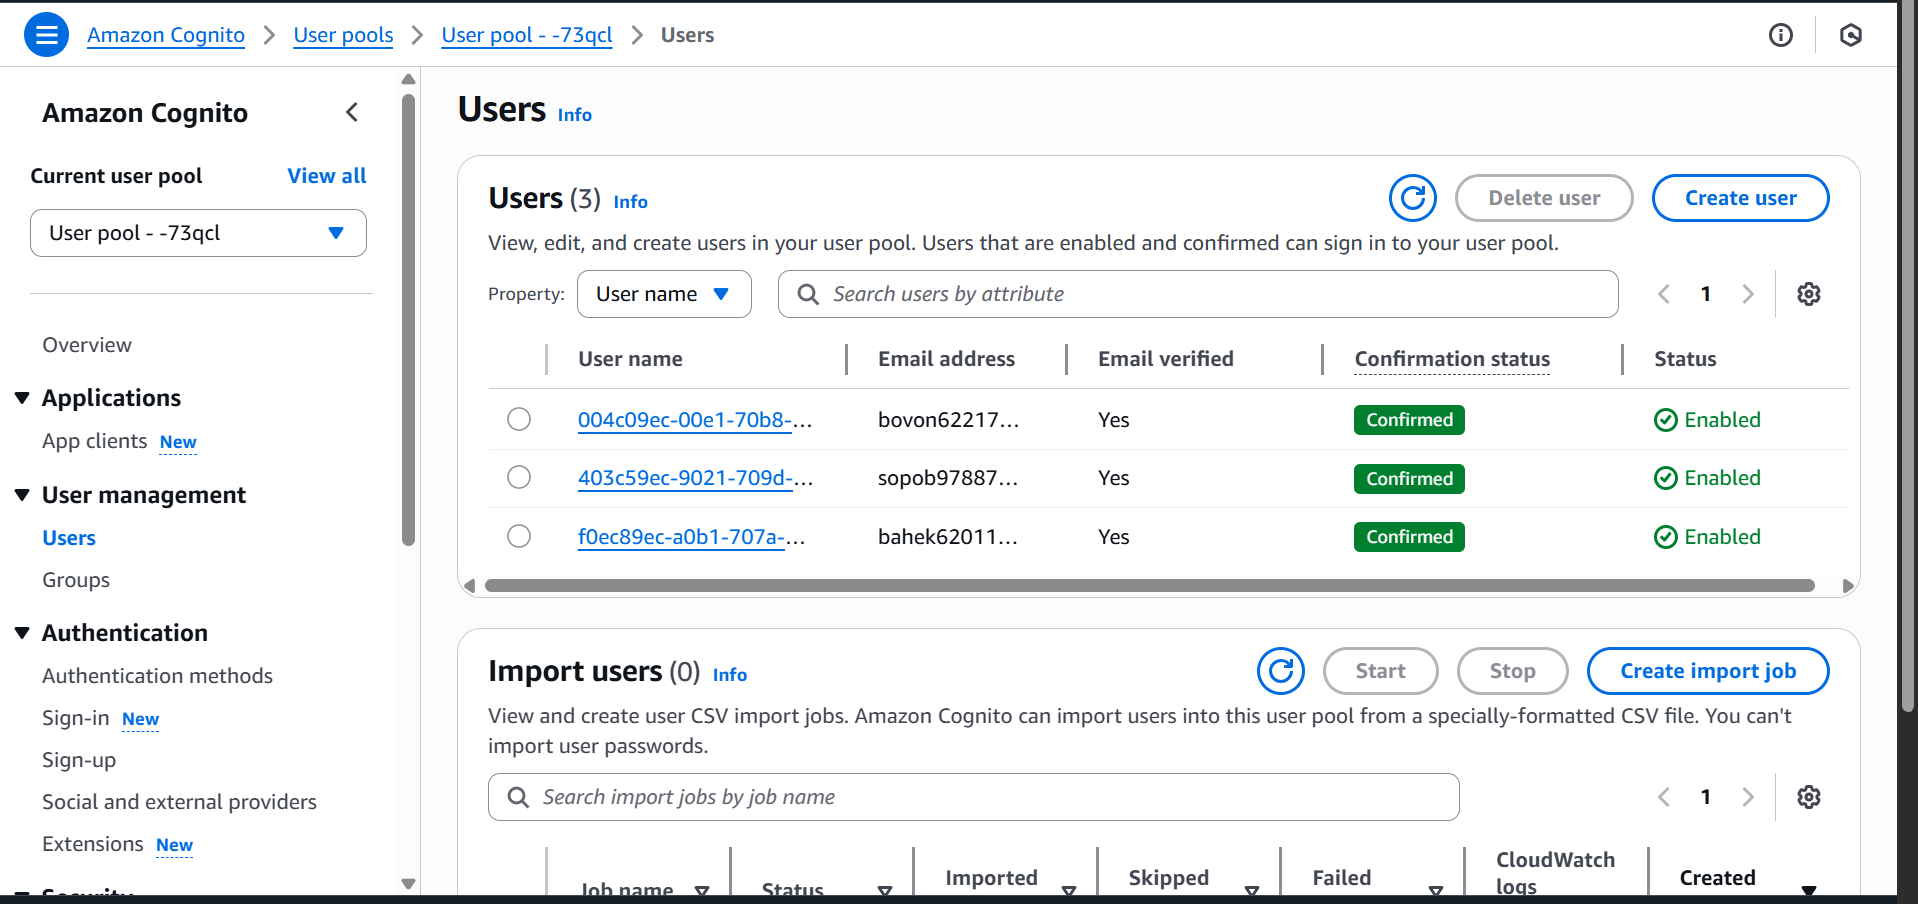 Amazon Cognito > User pools > User pool - -73qcl > Users
Amazon Cognito
Current user pool View all
User pool - -73qcl
Overview
Applications
App clients New
User management
Users
Groups
Authentication
Authentication methods
Sign-in New
Sign-up
Social and external providers
Extensions New
Security
Users Info
Users (3) Info
Delete user
Create user
View, edit, and create users in your user pool. Users that are enabled and confirmed can sign in to your user pool.
Property: User name Search users by attribute 1
User name Email address Email verified Confirmation status Status
004c09ec-00e1-70b8-... bovon62217... Yes Confirmed Enabled
403c59ec-9021-709d-... sopob97887... Yes Confirmed Enabled
f0ec89ec-a0b1-707a-... bahek62011... Yes Confirmed Enabled
Import users (0) Info
Start
Stop
Create import job
View and create user CSV import jobs. Amazon Cognito can import users into this user pool from a specially-formatted CSV file. You can't
import user passwords.
Search import jobs by job name 1
Job name Status Imported Skipped Failed CloudWatch logs Created